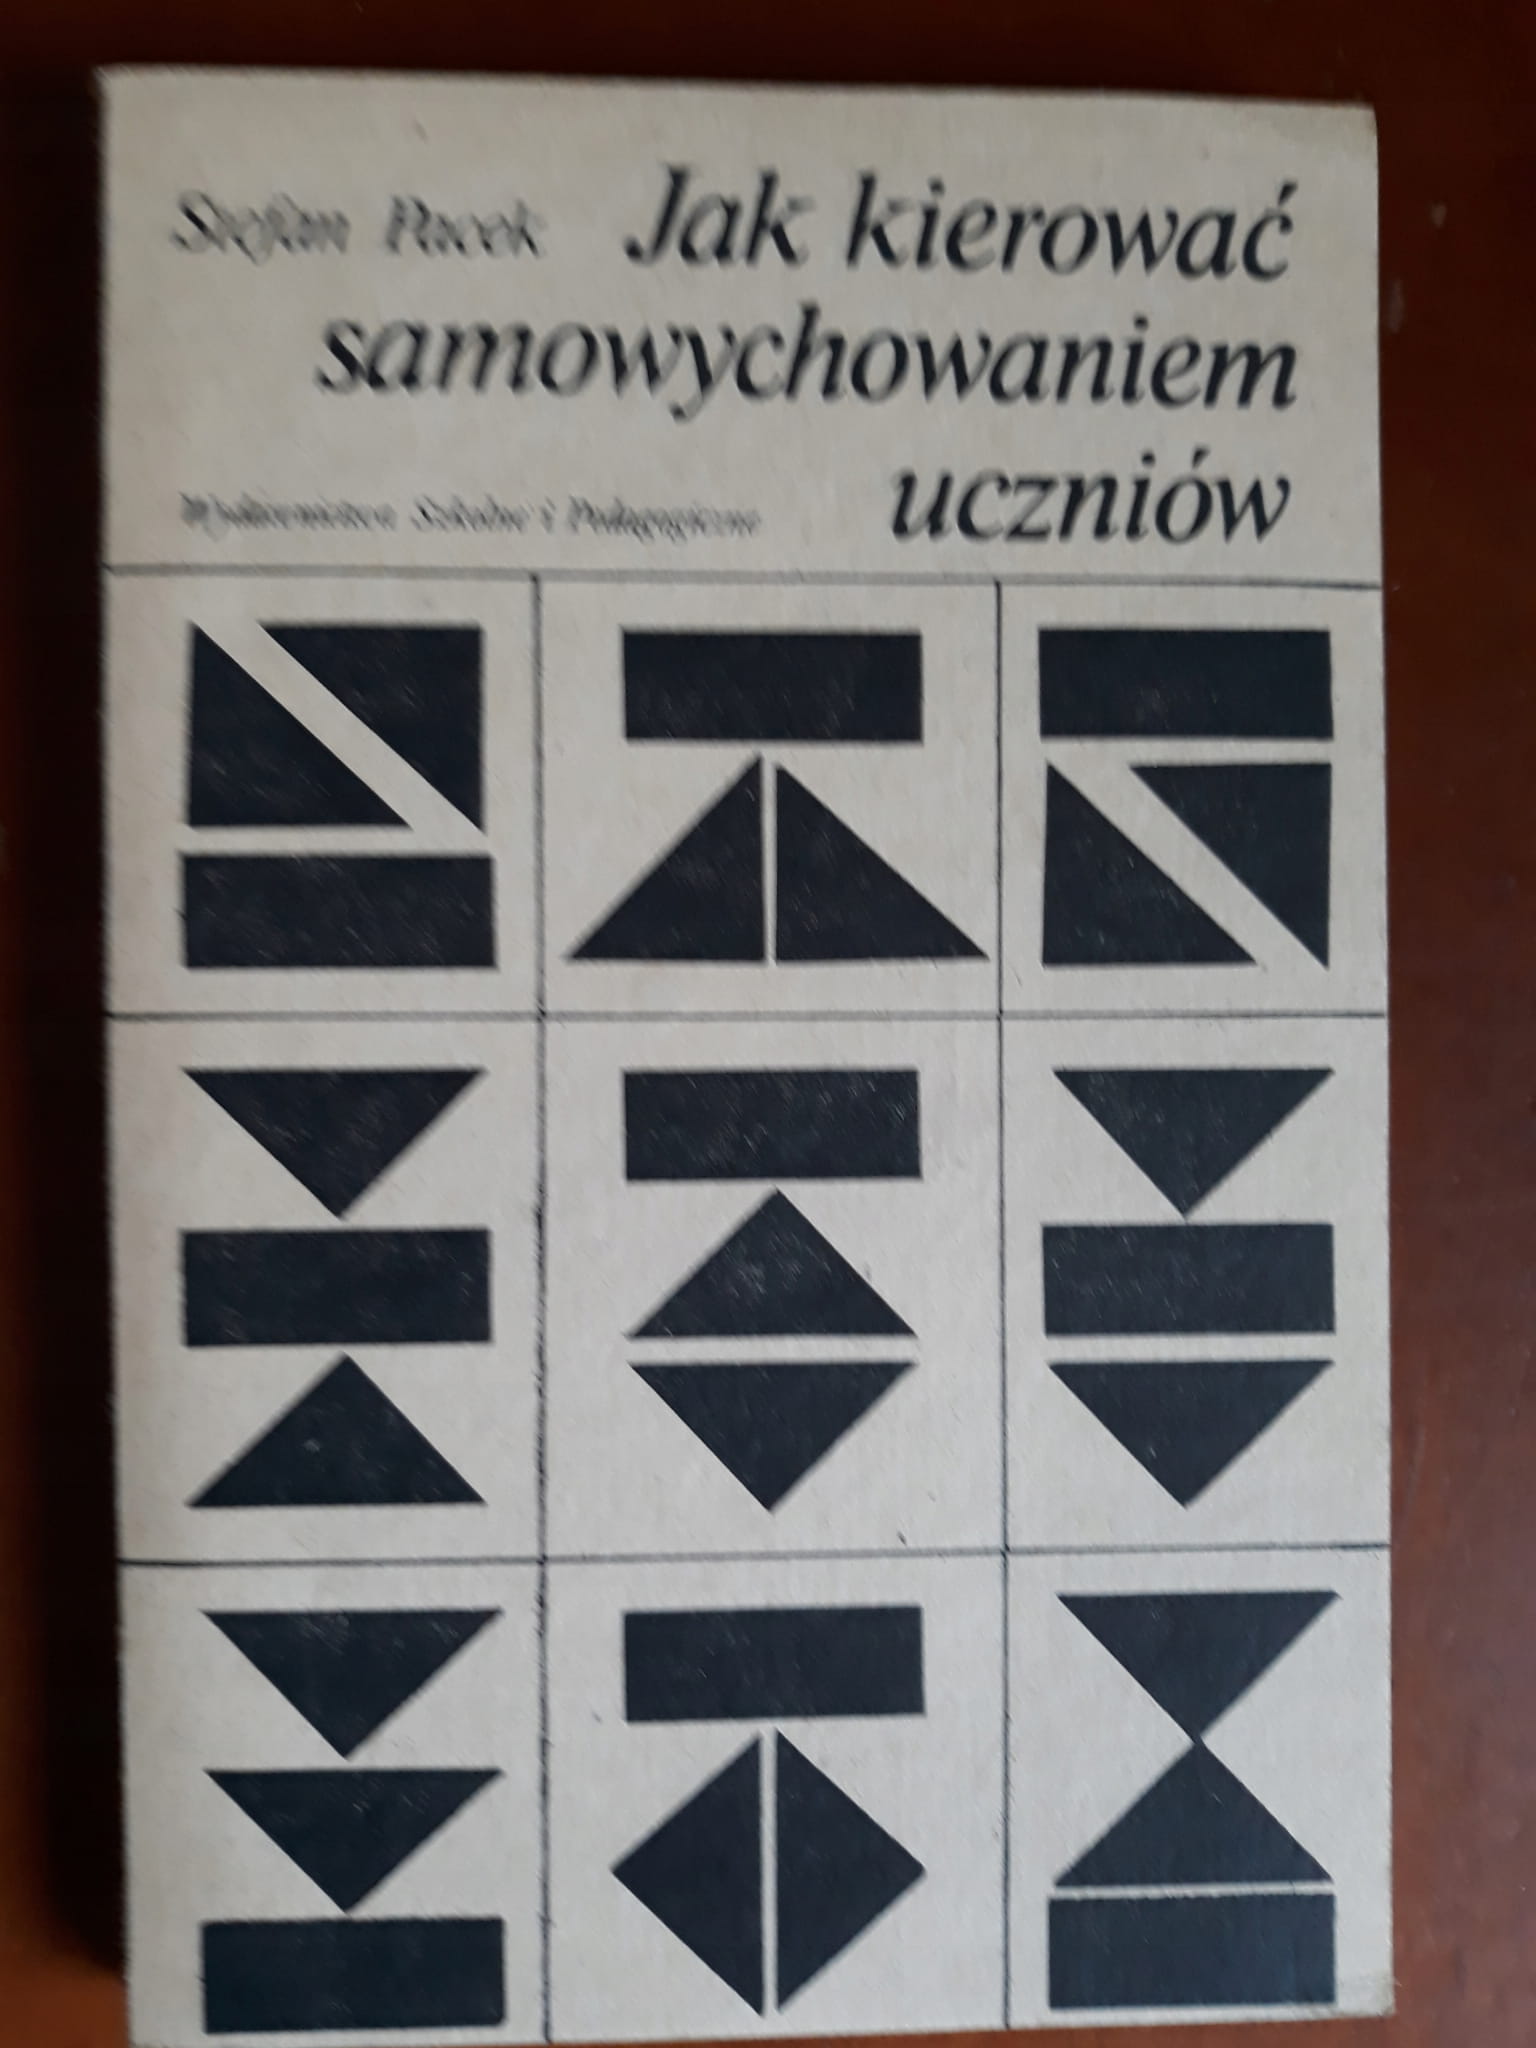 Stefan Pacek Jak kierować
samowychowaniem
Wydawnictwa Szkolne i Pedagogiczne uczniów